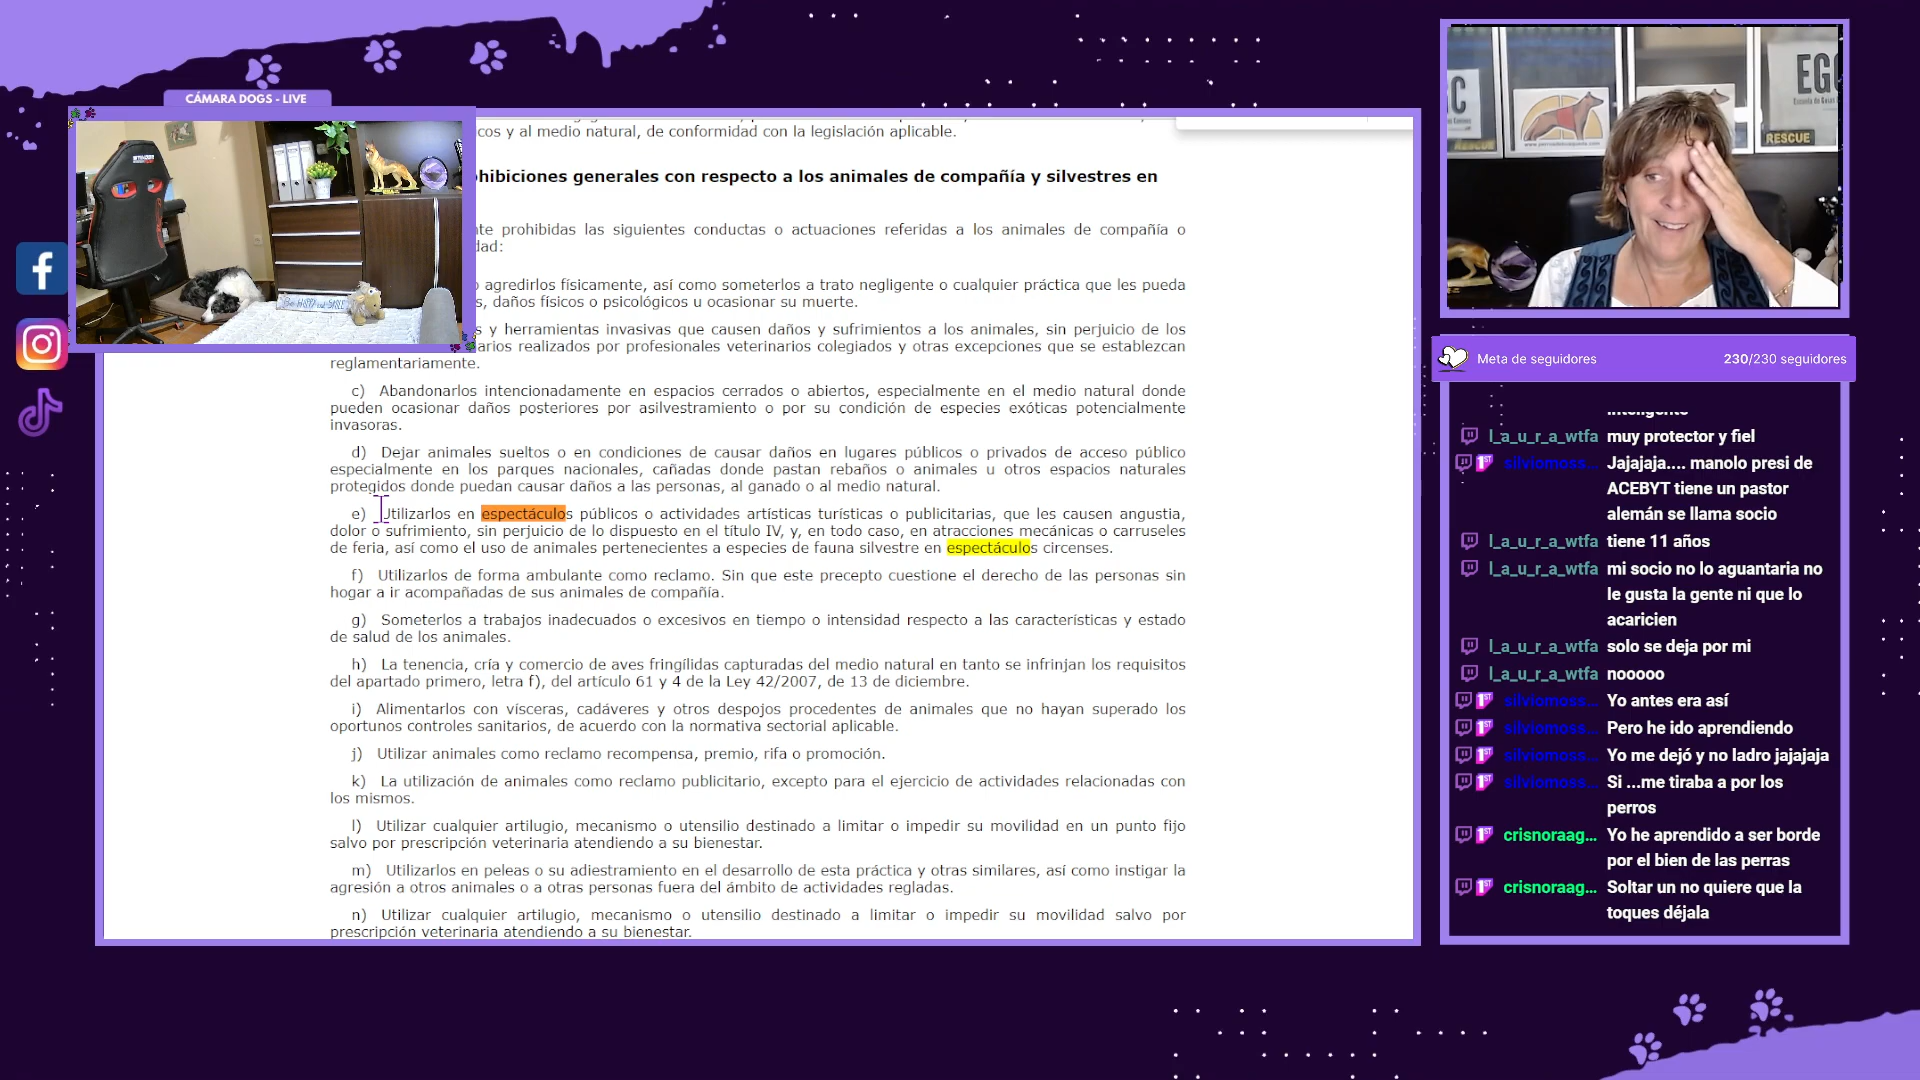 CÁMARA DOGS - LIVE
cos y al medio natural, de conformidad con la legislación aplicable.
hibiciones generales con respecto a los animales de compañía y silvestres en
te prohibidas las siguientes conductas o actuaciones referidas a los animales de compañía o
dad:
o agredirlos físicamente, así como someterlos a trato negligente o cualquier práctica que les pueda
s, daños físicos o psicológicos u ocasionar su muerte.
s y herramientas invasivas que causen daños y sufrimientos a los animales, sin perjuicio de los
arios realizados por profesionales veterinarios colegiados y otras excepciones que se establezcan
reglamentariamente.
c) Abandonarlos intencionadamente en espacios cerrados o abiertos, especialmente en el medio natural donde
pueden ocasionar daños posteriores por asilvestramiento o por su condición de especies exóticas potencialmente
invasoras.
d) Dejar animales sueltos o en condiciones de causar daños en lugares públicos o privados de acceso público
especialmente en los parques nacionales, cañadas donde pastan rebaños o animales u otros espacios naturales
protegidos donde puedan causar daños a las personas, al ganado o al medio natural.
e) Utilizarlos en espectáculos públicos o actividades artísticas turísticas o publicitarias, que les causen angustia,
dolor o sufrimiento, sin perjuicio de lo dispuesto en el título IV, y, en todo caso, en atracciones mecánicas o carruseles
de feria, así como el uso de animales pertenecientes a especies de fauna silvestre en espectáculos circenses.
f) Utilizarlos de forma ambulante como reclamo. Sin que este precepto cuestione el derecho de las personas sin
hogar a ir acompañadas de sus animales de compañía.
g) Someterlos a trabajos inadecuados o excesivos en tiempo o intensidad respecto a las características y estado
de salud de los animales.
h) La tenencia, cría y comercio de aves fringílidas capturadas del medio natural en tanto se infrinjan los requisitos
del apartado primero, letra f), del artículo 61 y 4 de la Ley 42/2007, de 13 de diciembre.
i) Alimentarlos con vísceras, cadáveres y otros despojos procedentes de animales que no hayan superado los
oportunos controles sanitarios, de acuerdo con la normativa sectorial aplicable.
j) Utilizar animales como reclamo recompensa, premio, rifa o promoción.
k) La utilización de animales como reclamo publicitario, excepto para el ejercicio de actividades relacionadas con
los mismos.
l) Utilizar cualquier artilugio, mecanismo o utensilio destinado a limitar o impedir su movilidad en un punto fijo
salvo por prescripción veterinaria atendiendo a su bienestar.
m) Utilizarlos en peleas o su adiestramiento en el desarrollo de esta práctica y otras similares, así como instigar la
agresión a otros animales o a otras personas fuera del ámbito de actividades regladas.
n) Utilizar cualquier artilugio, mecanismo o utensilio destinado a limitar o impedir su movilidad salvo por
prescripción veterinaria atendiendo a su bienestar.
EGC
RESCUE
Meta de seguidores 230/230 seguidores
inteligente
l_a_u_r_a_wtfa muy protector y fiel
silviomoss... Jajajaja.... manolo presi de
ACEBYT tiene un pastor
alemán se llama socio
l_a_u_r_a_wtfa tiene 11 años
l_a_u_r_a_wtfa mi socio no lo aguantaria no
le gusta la gente ni que lo
acaricien
l_a_u_r_a_wtfa solo se deja por mi
l_a_u_r_a_wtfa nooooo
silviomoss... Yo antes era así
silviomoss... Pero he ido aprendiendo
silviomoss... Yo me dejó y no ladro jajajaja
silviomoss... Si ...me tiraba a por los
perros
crisnoraag... Yo he aprendido a ser borde
por el bien de las perras
crisnoraag... Soltar un no quiere que la
toques déjala